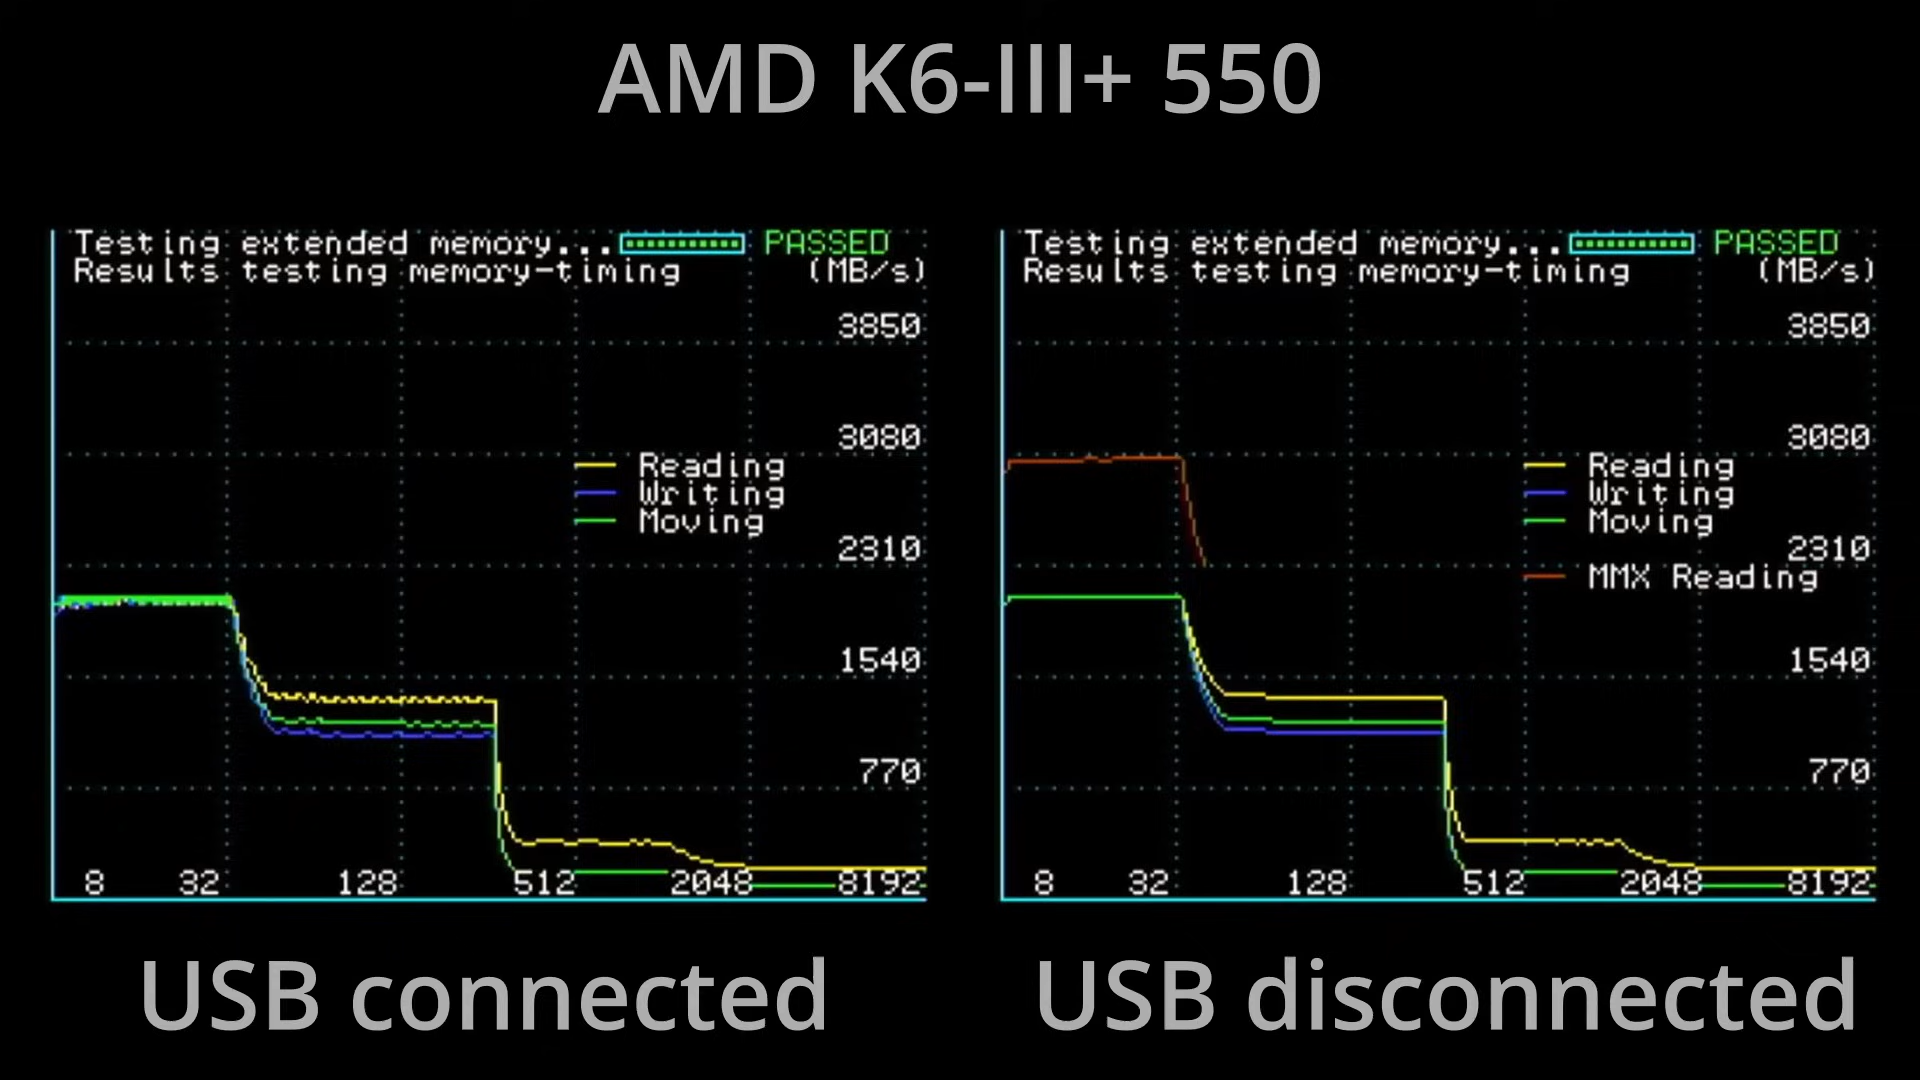 AMD K6-III+ 550
Testing extended memory... PASSED
Results testing memory-timing (MB/s)
3850
3080
Reading
Writing
Moving
2310
1540
770
8 32 128 512 2048 8192
USB connected
Testing extended memory... PASSED
Results testing memory-timing (MB/s)
3850
3080
Reading
Writing
Moving
2310
MMX Reading
1540
770
8 32 128 512 2048 8192
USB disconnected